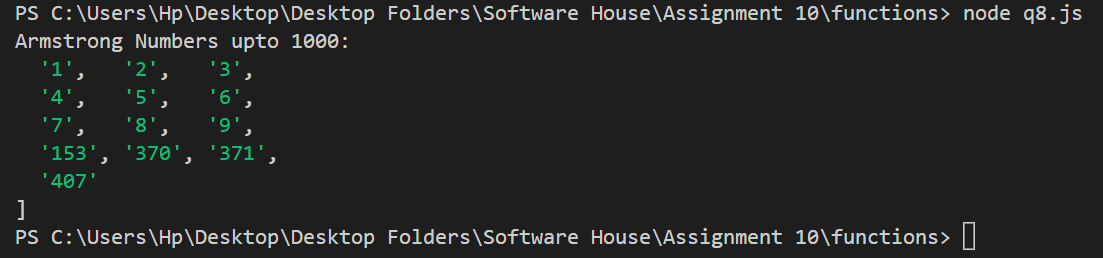 PS C:\Users\Hp\Desktop\Desktop Folders\Software House\Assignment 10\functions> node q8.js
Armstrong Numbers upto 1000:
  '1',   '2',   '3',
  '4',   '5',   '6',
  '7',   '8',   '9',
  '153', '370', '371',
  '407'
]
PS C:\Users\Hp\Desktop\Desktop Folders\Software House\Assignment 10\functions>